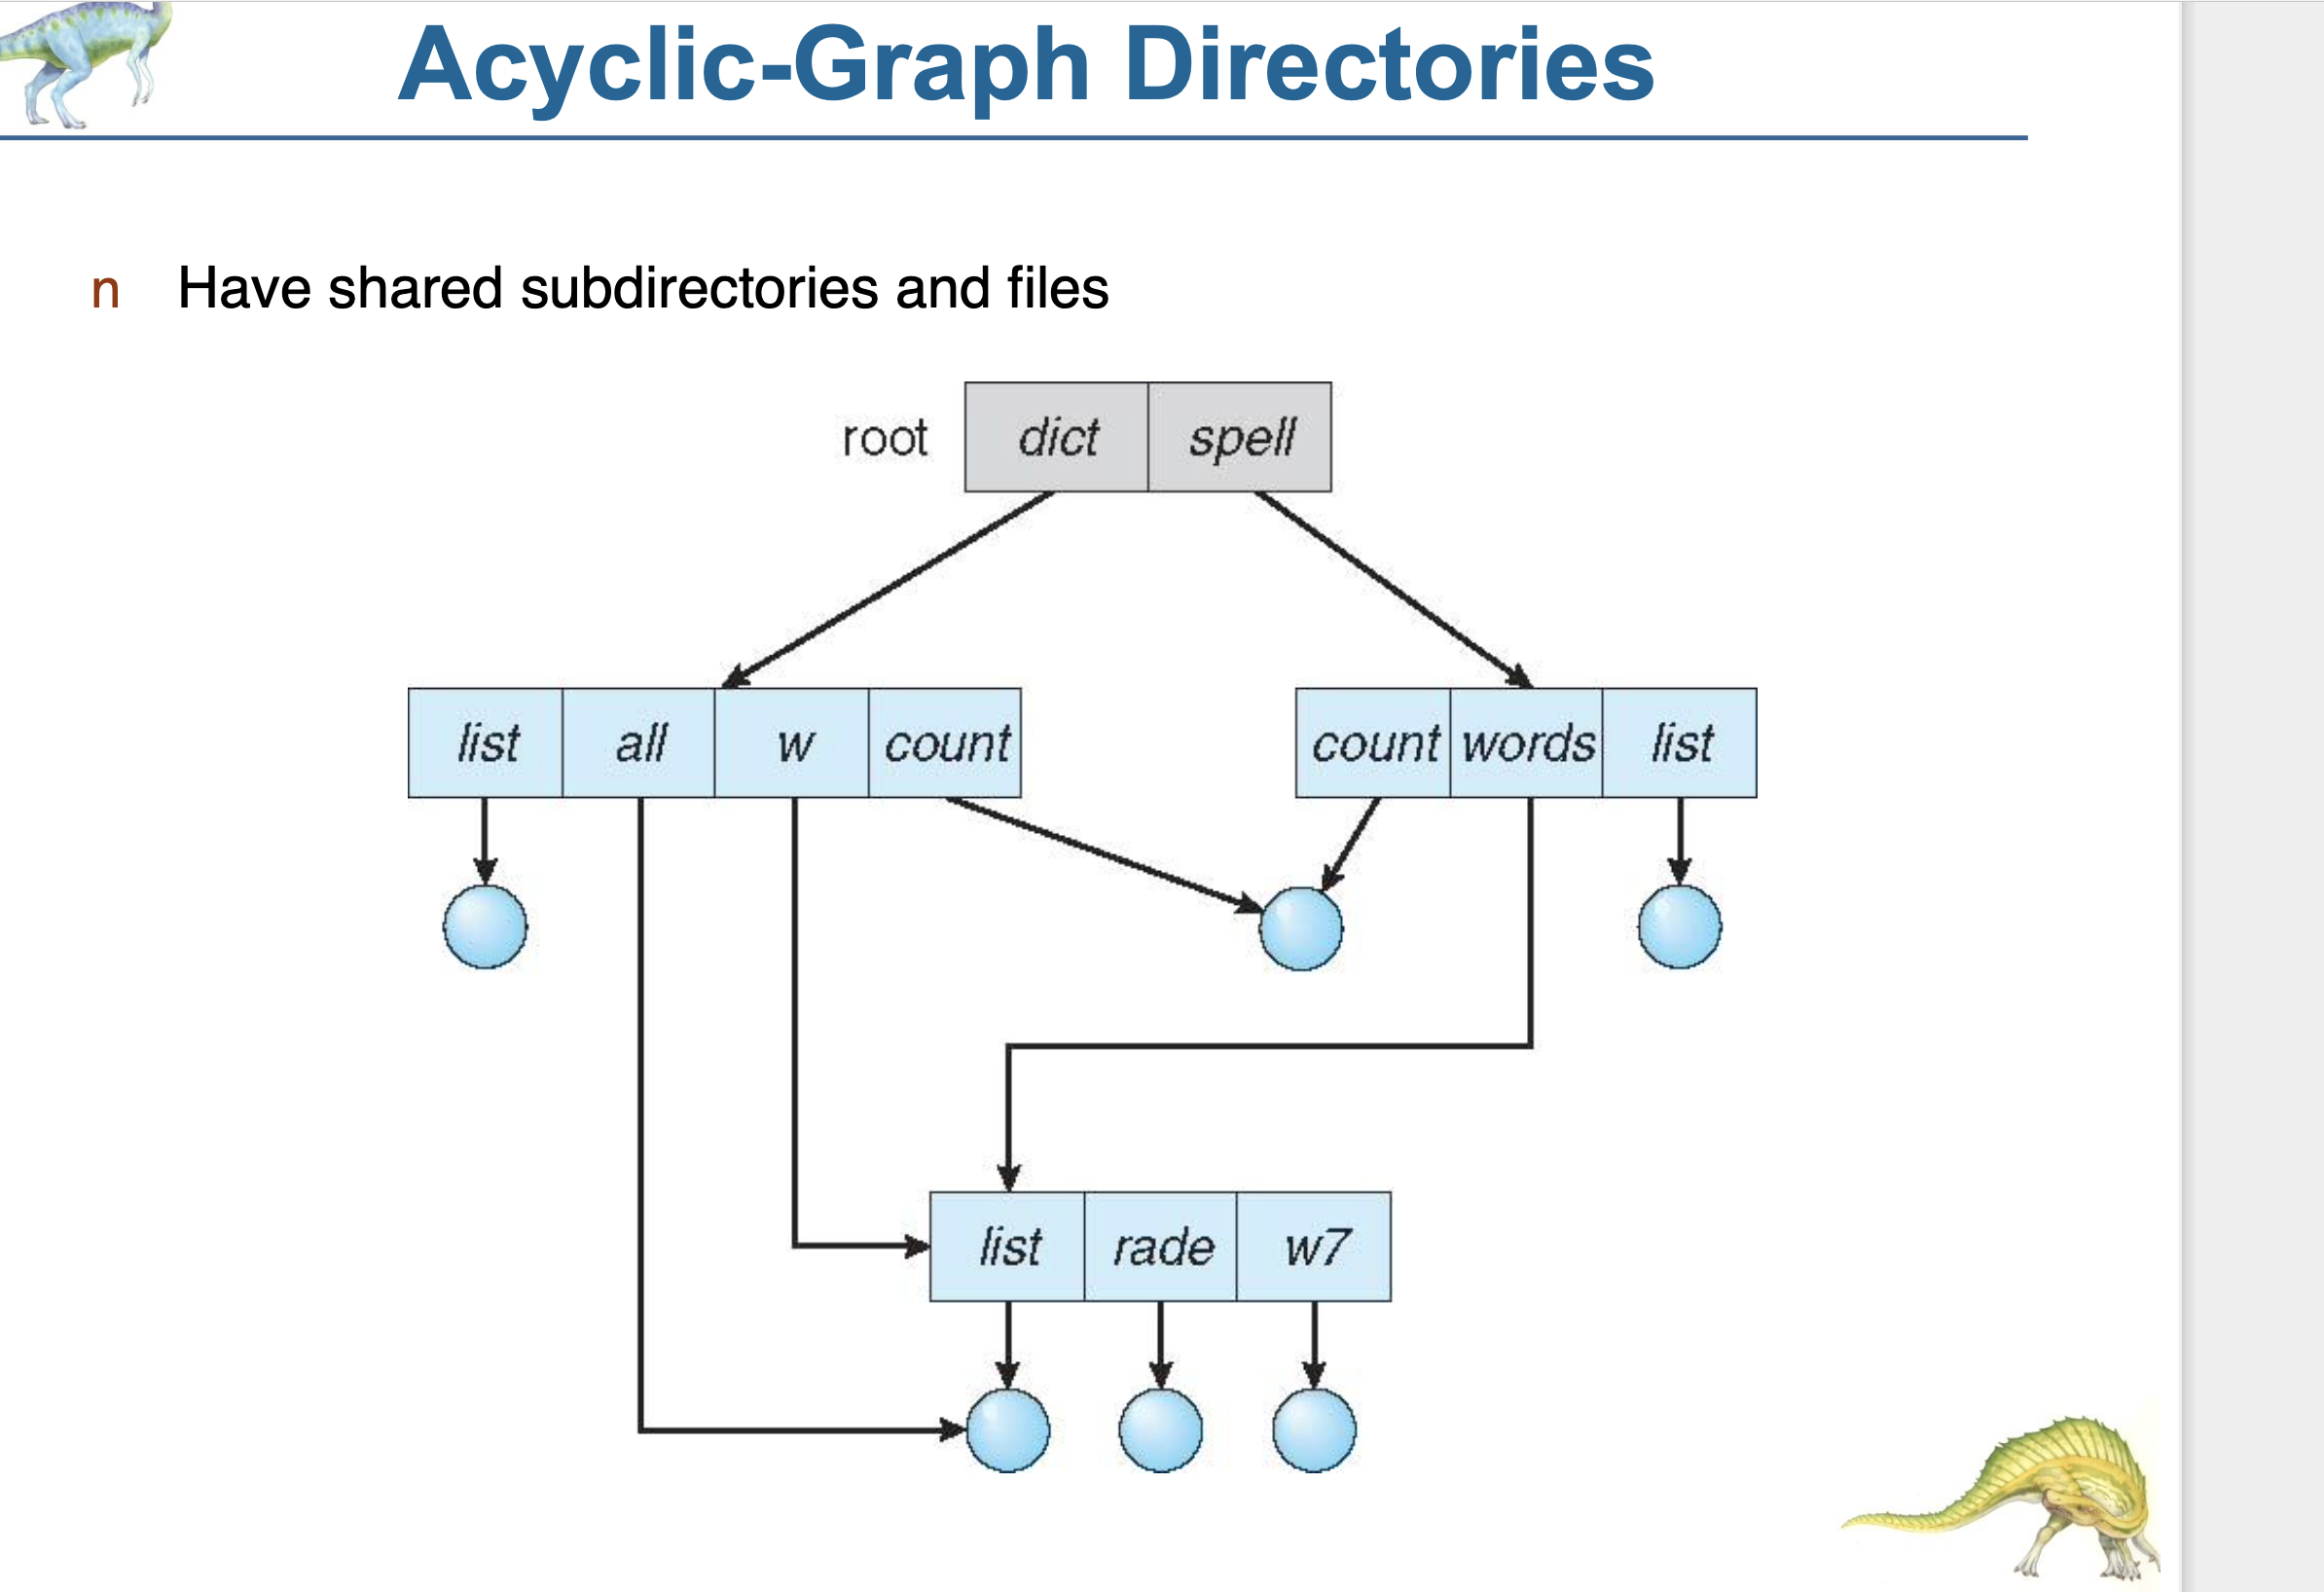 Acyclic-Graph Directories
n Have shared subdirectories and files
root dict spell
list all w count count words list
list rade w7